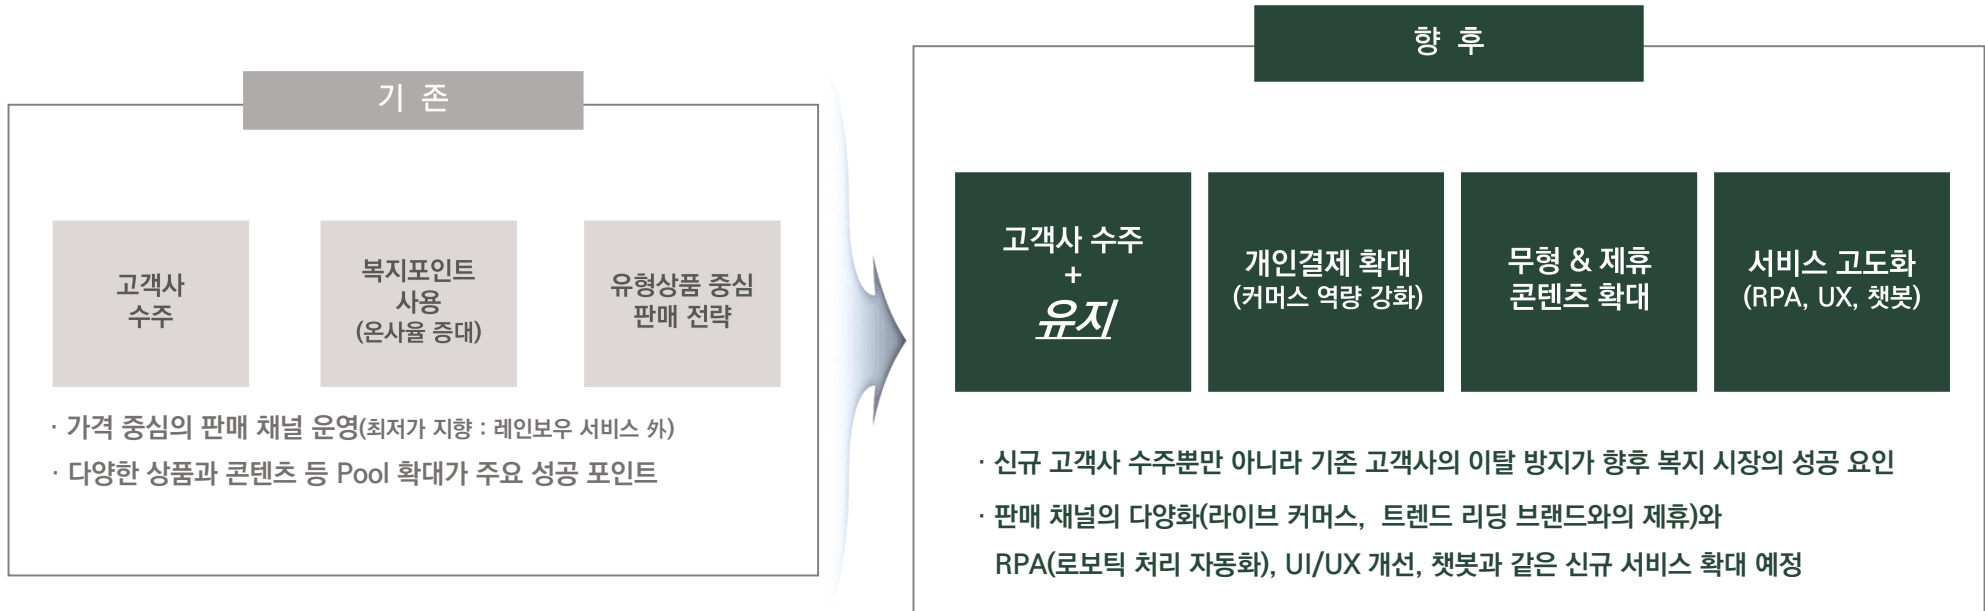 기 존
고객사
수주
복지포인트
사용
(온사율 증대)
유형상품 중심
판매 전략
· 가격 중심의 판매 채널 운영(최저가 지향 : 레인보우 서비스 外)
· 다양한 상품과 콘텐츠 등 Pool 확대가 주요 성공 포인트
향 후
고객사 수주
+
유지
개인결제 확대
(커머스 역량 강화)
무형 & 제휴
콘텐츠 확대
서비스 고도화
(RPA, UX, 챗봇)
· 신규 고객사 수주뿐만 아니라 기존 고객사의 이탈 방지가 향후 복지 시장의 성공 요인
· 판매 채널의 다양화(라이브 커머스, 트렌드 리딩 브랜드와의 제휴)와
RPA(로보틱 처리 자동화), UI/UX 개선, 챗봇과 같은 신규 서비스 확대 예정